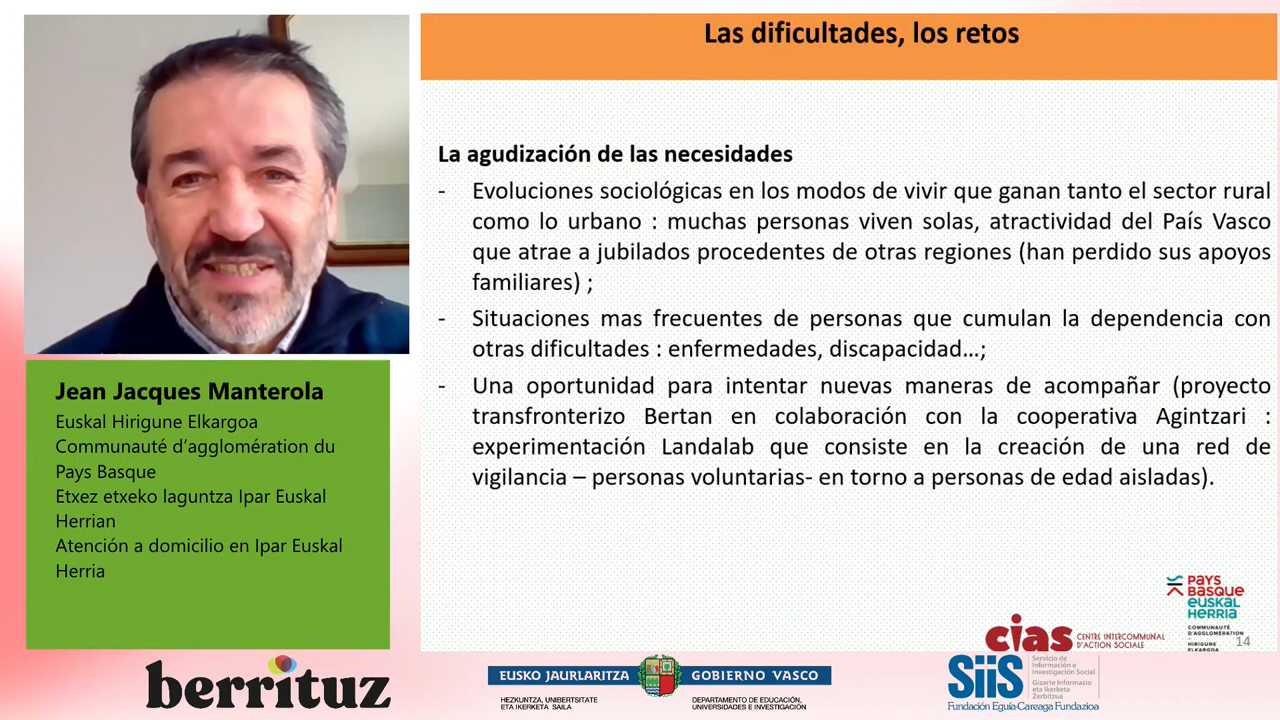 Las dificultades, los retos
La agudización de las necesidades
- Evoluciones sociológicas en los modos de vivir que ganan tanto el sector rural
como lo urbano : muchas personas viven solas, atractividad del País Vasco
que atrae a jubilados procedentes de otras regiones (han perdido sus apoyos
familiares) ;
- Situaciones mas frecuentes de personas que cumulan la dependencia con
otras dificultades : enfermedades, discapacidad…;
- Una oportunidad para intentar nuevas maneras de acompañar (proyecto
transfronterizo Bertan en colaboración con la cooperativa Agintzari :
experimentación Landalab que consiste en la creación de una red de
vigilancia – personas voluntarias- en torno a personas de edad aisladas).
Jean Jacques Manterola
Euskal Hirigune Elkargoa
Communauté d’agglomération du
Pays Basque
Etxez etxeko laguntza Ipar Euskal
Herrian
Atención a domicilio en Ipar Euskal
Herria
PAYS
BASQUE
euskal
HERRIA
COMMUNAUTÉ
D'AGGLOMÉRATION
HIRIGUNE
ELKARGOA
14
cias
CENTRE INTERCOMMUNAL
D'ACTION SOCIALE
berrituz
EUSKO JAURLARITZA
GOBIERNO VASCO
HEZKUNTZA, UNIBERTSITATE
ETA IKERKETA SAILA
DEPARTAMENTO DE EDUCACIÓN,
UNIVERSIDADES E INVESTIGACIÓN
SiiS
Servicio de
Información e
Investigación Social
Gizarte Informazio
eta Ikerketa
Zerbitzua
Fundación Eguía-Careaga Fundazioa